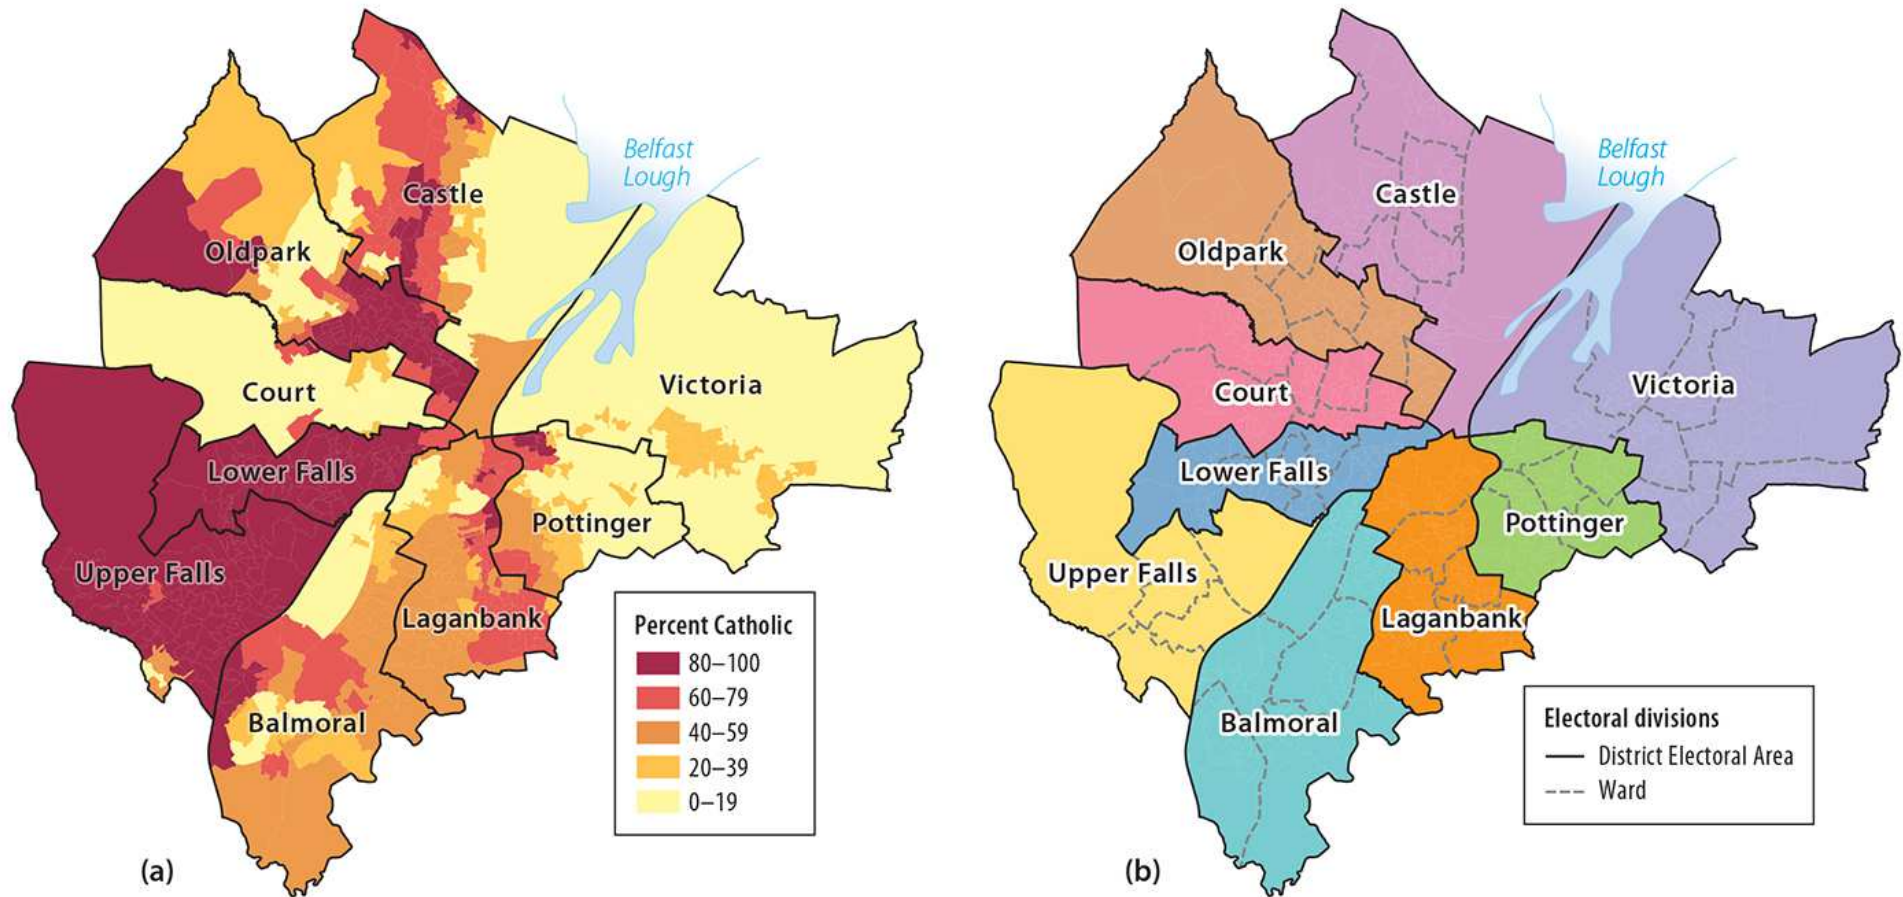 Belfast
Lough
Castle
Oldpark
Court
Victoria
Lower Falls
Pottinger
Upper Falls
Laganbank
Balmoral
Percent Catholic
80–100
60–79
40–59
20–39
0–19
(a)
Belfast
Lough
Castle
Oldpark
Court
Victoria
Lower Falls
Pottinger
Upper Falls
Laganbank
Balmoral
Electoral divisions
District Electoral Area
Ward
(b)